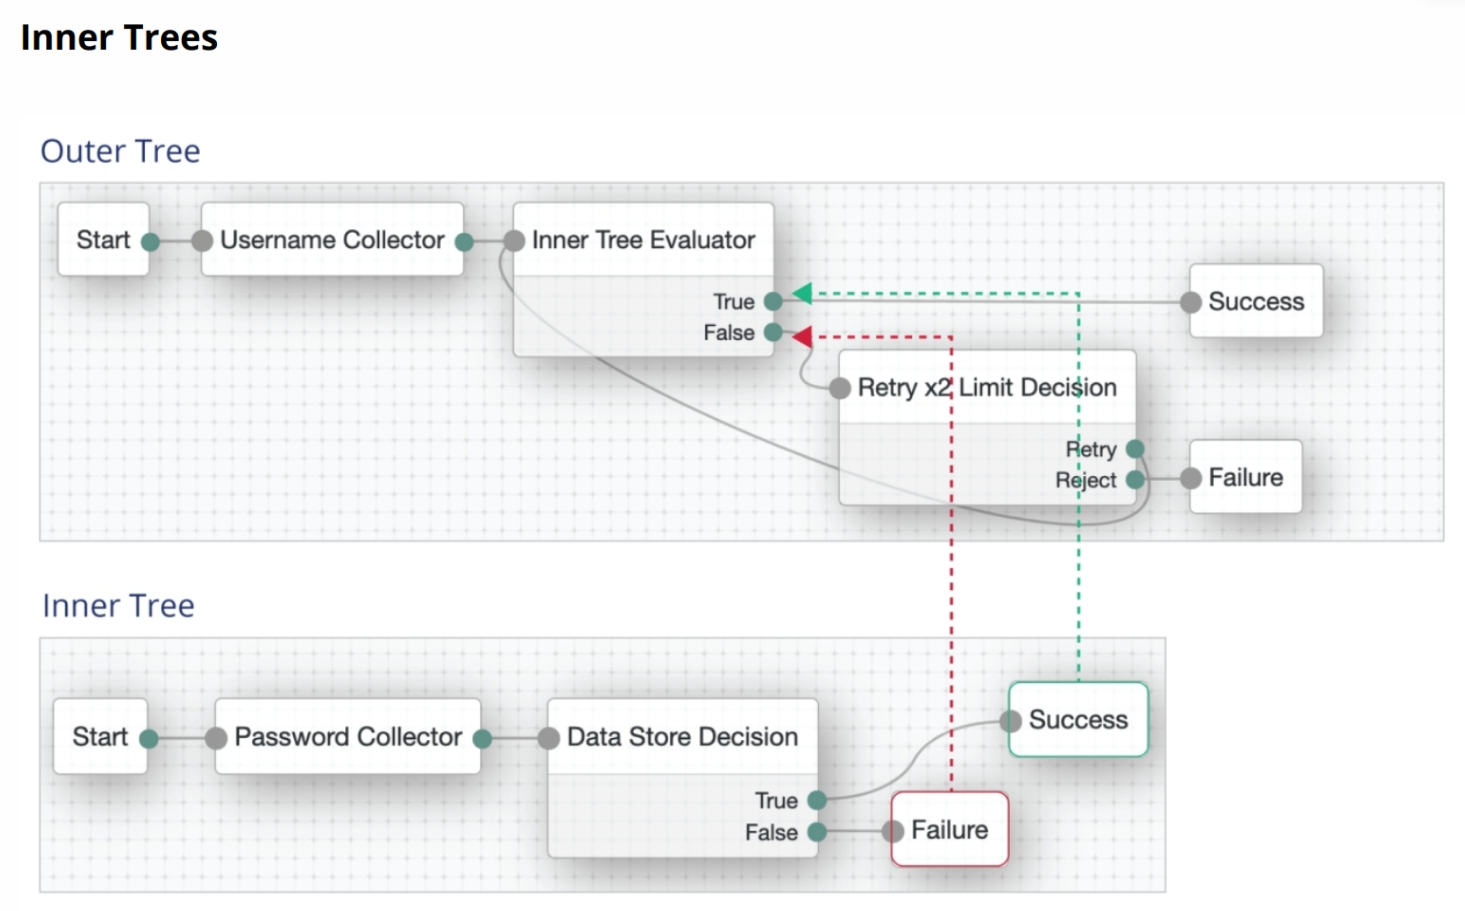 Inner Trees
Outer Tree
Start
Username Collector
Inner Tree Evaluator
True
False
Success
Retry x2 Limit Decision
Retry
Reject
Failure
Inner Tree
Start
Password Collector
Data Store Decision
True
False
Success
Failure